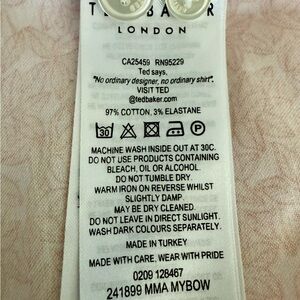 LONDON
CA25459 RN95229
Ted says,
"No ordinary designer, no ordinary shirt".
VISIT TED
@tedbaker.com
97% COTTON, 3% ELASTANE
30
P
MACHINE WASH INSIDE OUT AT 30C.
DO NOT USE PRODUCTS CONTAINING
BLEACH, OIL OR ALCOHOL.
DO NOT TUMBLE DRY.
WARM IRON ON REVERSE WHILST
SLIGHTLY DAMP.
MAY BE DRY CLEANED.
DO NOT LEAVE IN DIRECT SUNLIGHT.
WASH DARK COLOURS SEPARATELY.
MADE IN TURKEY
MADE WITH CARE, WEAR WITH PRIDE
0209 128467
241899 MMA MYBOW